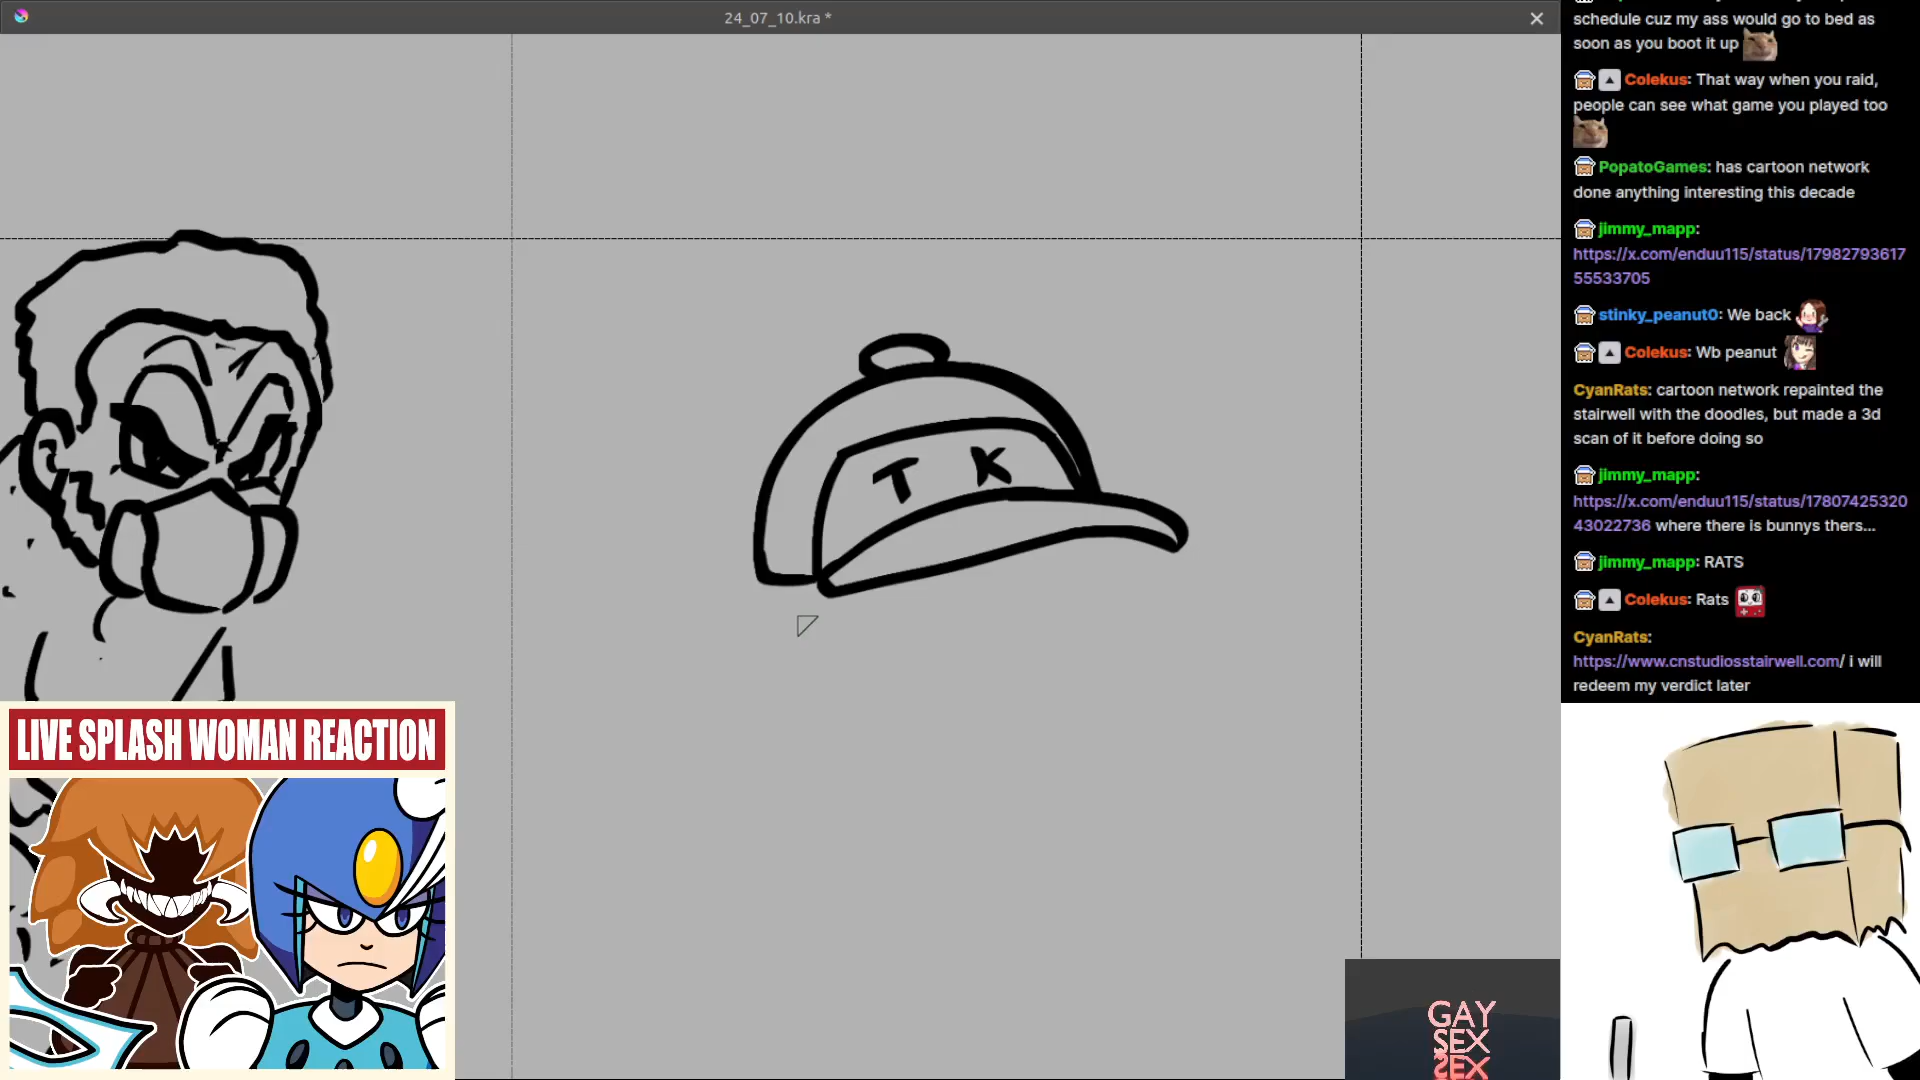 24_07_10.kra *
schedule cuz my ass would go to bed as
soon as you boot it up
Colekus: That way when you raid,
people can see what game you played too
PopatoGames: has cartoon network
done anything interesting this decade
jimmy_mapp:
https://x.com/enduu115/status/17982793617
55533705
stinky_peanut0: We back
Colekus: Wb peanut
CyanRats: cartoon network repainted the
stairwell with the doodles, but made a 3d
scan of it before doing so
jimmy_mapp:
https://x.com/enduu115/status/17807425320
43022736 where there is bunnys thers...
jimmy_mapp: RATS
Colekus: Rats
CyanRats:
https://www.cnstudiosstairwell.com/ i will
redeem my verdict later
T K
LIVE SPLASH WOMAN REACTION
GAY
SEX
SEX